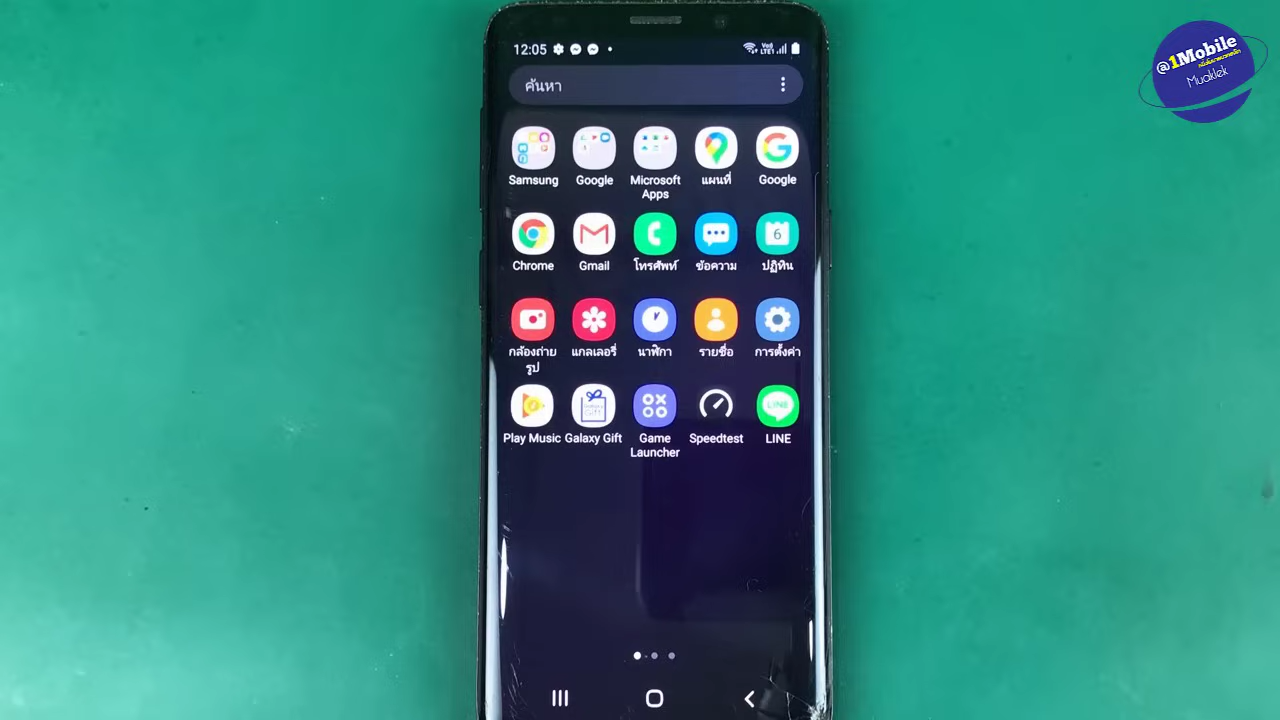 12:05
@1Mobile
Muaklek
ค้นหา
Samsung
Google
Microsoft
Apps
แผนที่
Google
Chrome
Gmail
โทรศัพท์
ข้อความ
6
ปฏิทิน
กล้องถ่าย
รูป
แกลเลอรี่
นาฬิกา
รายชื่อ
การตั้งค่า
LINE
Play Music
Galaxy Gift
Game
Launcher
Speedtest
LINE